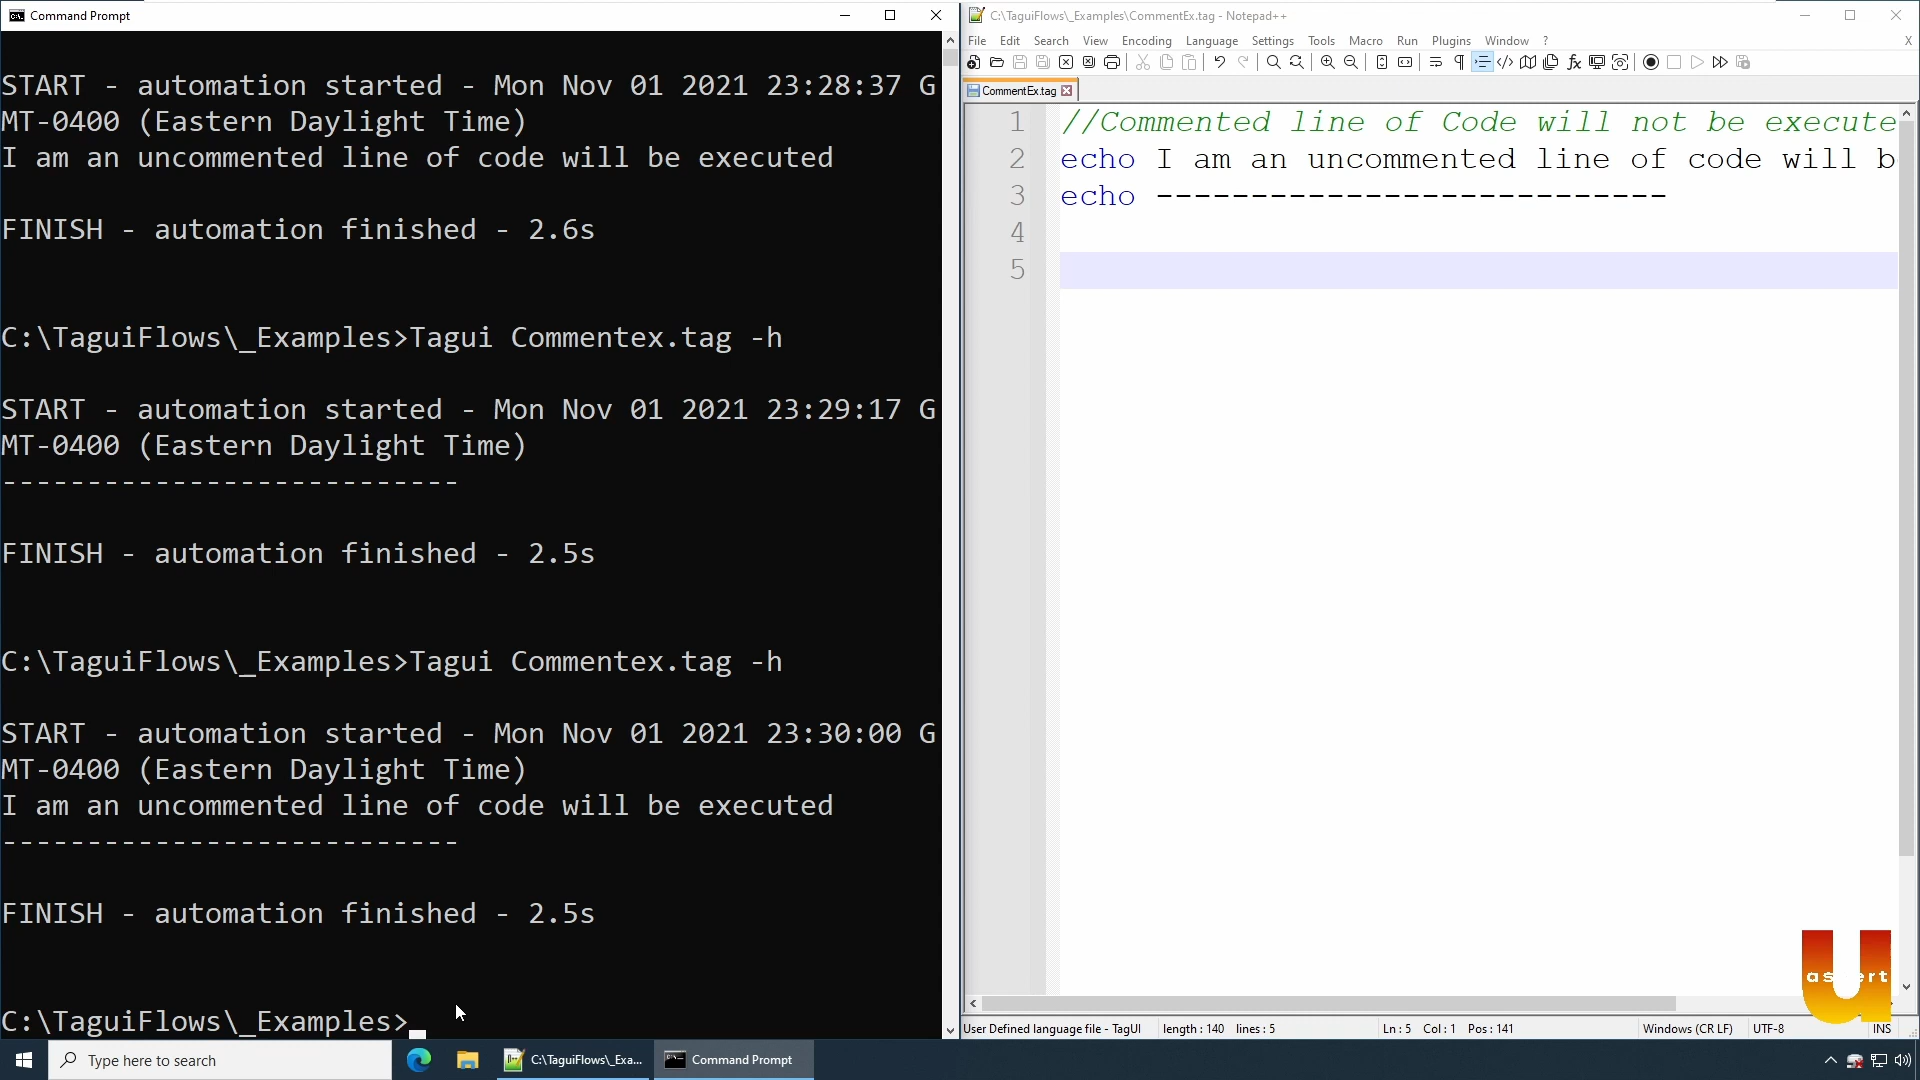 Command Prompt
START - automation started - Mon Nov 01 2021 23:28:37 G
MT-0400 (Eastern Daylight Time)
I am an uncommented line of code will be executed
FINISH - automation finished - 2.6s
C:\TaguiFlows\_Examples>Tagui Commentex.tag -h
START - automation started - Mon Nov 01 2021 23:29:17 G
MT-0400 (Eastern Daylight Time)
---------------------------
FINISH - automation finished - 2.5s
C:\TaguiFlows\_Examples>Tagui Commentex.tag -h
START - automation started - Mon Nov 01 2021 23:30:00 G
MT-0400 (Eastern Daylight Time)
I am an uncommented line of code will be executed
---------------------------
FINISH - automation finished - 2.5s
C:\TaguiFlows\_Examples>
C:\TaguiFlows\_Examples\CommentEx.tag - Notepad++
File Edit Search View Encoding Language Settings Tools Macro Run Plugins Window ? X
CommentEx.tag
1 //Commented line of Code will not be execute
2 echo I am an uncommented line of code will b
3 echo ---------------------------
4
5
User Defined language file - TagUI length : 140 lines : 5 Ln : 5 Col : 1 Pos : 141 Windows (CR LF) UTF-8 INS
Type here to search
C:\TaguiFlows\_Exa...
Command Prompt